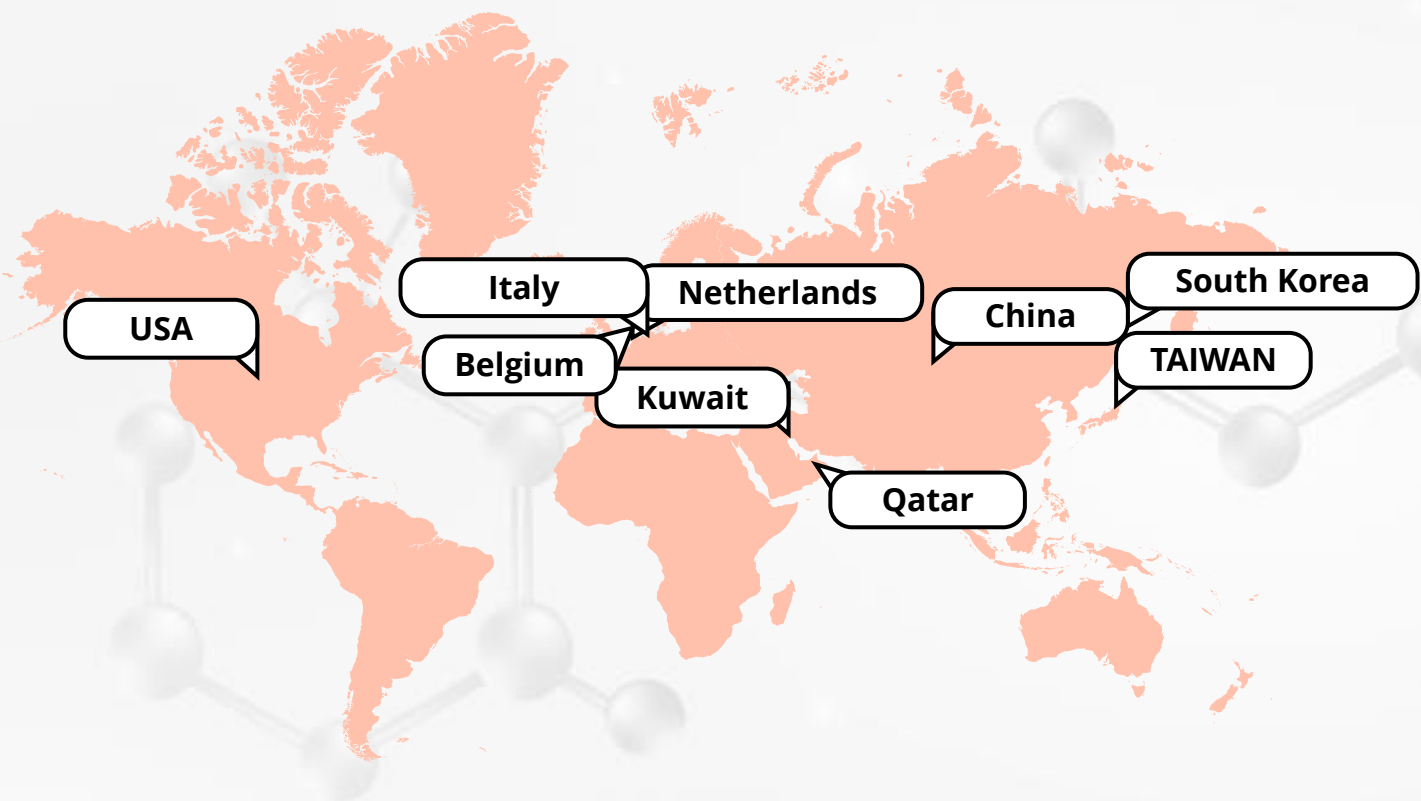 South Korea
Italy
Netherlands
China
USA
TAIWAN
Belgium
Kuwait
Qatar